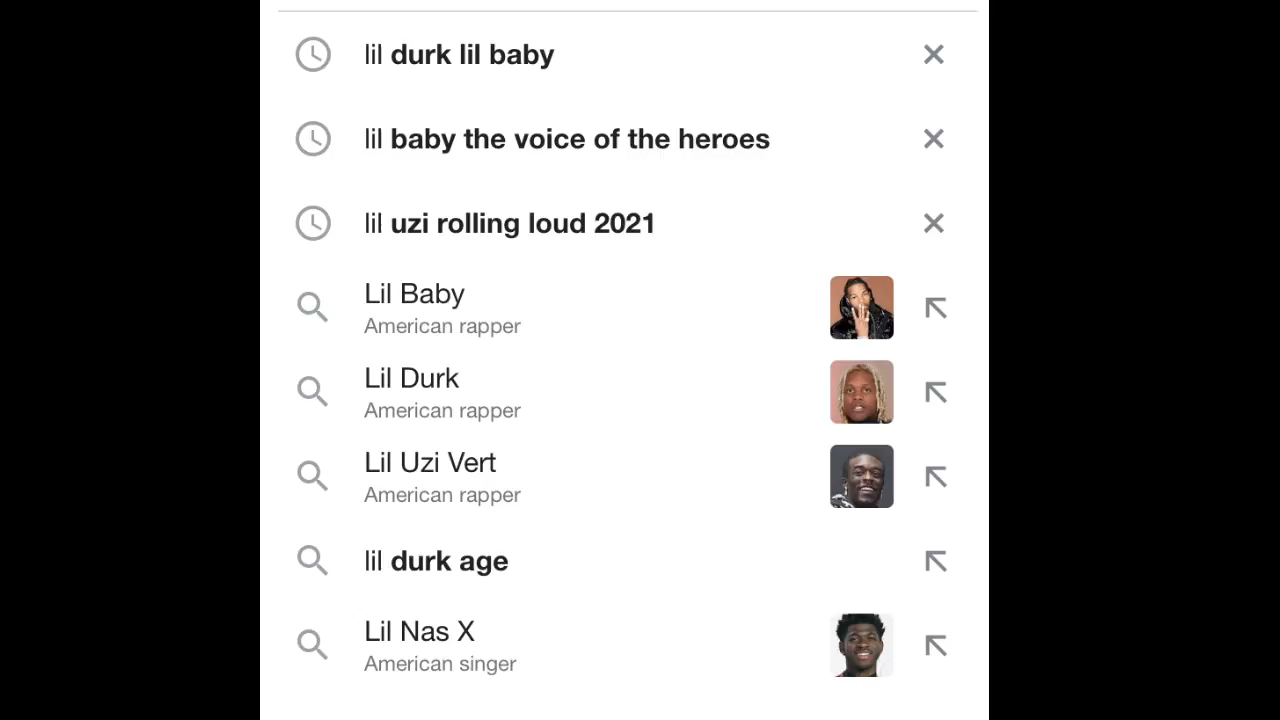 lil durk lil baby
lil baby the voice of the heroes
lil uzi rolling loud 2021
Lil Baby
American rapper
Lil Durk
American rapper
Lil Uzi Vert
American rapper
lil durk age
Lil Nas X
American singer